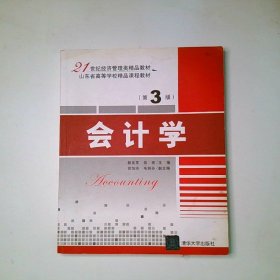 21世纪经济管理类精品教材
山东省高等学校精品课程教材
（第3版）
会计学
Accounting
清华大学出版社